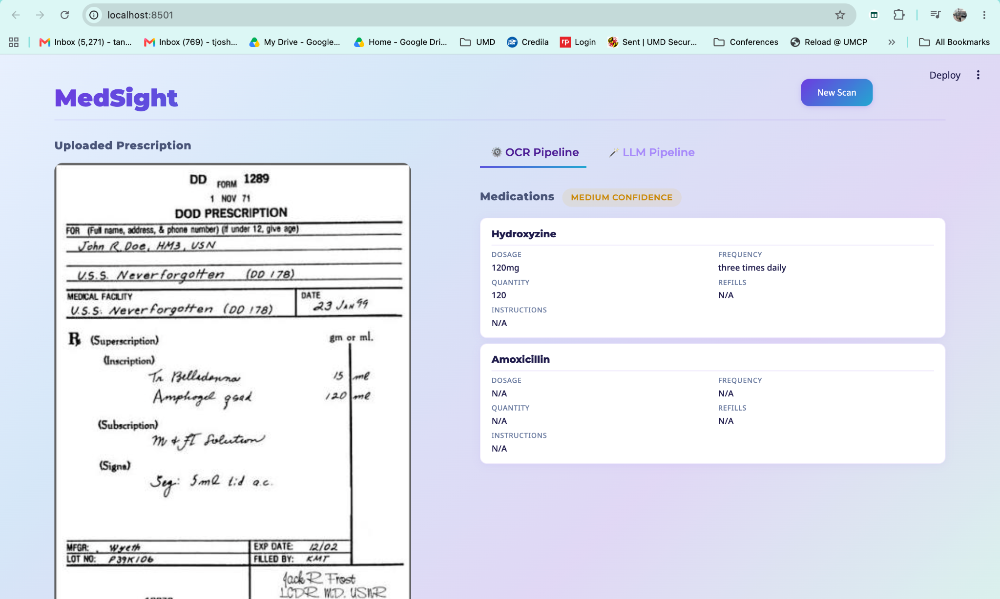 localhost:8501
Inbox (5,271) - tan...
Inbox (769) - tjosh...
My Drive - Google...
Home - Google Dri...
UMD
Credila
rp Login
Sent | UMD Secur...
Conferences
Reload @ UMCP
All Bookmarks
Deploy
MedSight
New Scan
Uploaded Prescription
DD FORM 1289
1 NOV 71
DOD PRESCRIPTION
FOR (Full name, address, & phone number) (If under 12, give age)
John R. Doe, HM3, USN
U.S.S. Neverforgotten (DD 178)
MEDICAL FACILITY
U.S.S. Neverforgotten (DD 178)
DATE
23 JAN 99
℞ (Superscription)
gm or ml.
(Inscription)
Tr Belladonna 15 ml
Amphogel qsad 120 ml
(Subscription)
M & ft Solution
(Signa)
Sig: 5ml tid a.c.
MFGR: Wyeth
EXP DATE: 12/02
LOT NO: P39K106
FILLED BY: KMT
Jack R. Frost
LCDR, MD, USNR
OCR Pipeline
LLM Pipeline
Medications MEDIUM CONFIDENCE
Hydroxyzine
DOSAGE FREQUENCY
120mg three times daily
QUANTITY REFILLS
120 N/A
INSTRUCTIONS
N/A
Amoxicillin
DOSAGE FREQUENCY
N/A N/A
QUANTITY REFILLS
N/A N/A
INSTRUCTIONS
N/A